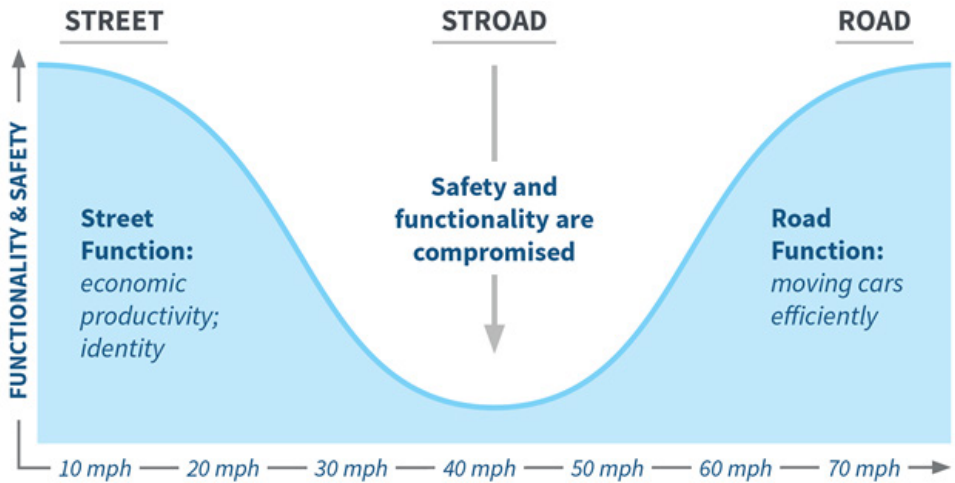 STREET
STROAD
ROAD
FUNCTIONALITY & SAFETY
Street
Function:
economic
productivity;
identity
Safety and
functionality are
compromised
Road
Function:
moving cars
efficiently
10 mph 20 mph 30 mph 40 mph 50 mph 60 mph 70 mph